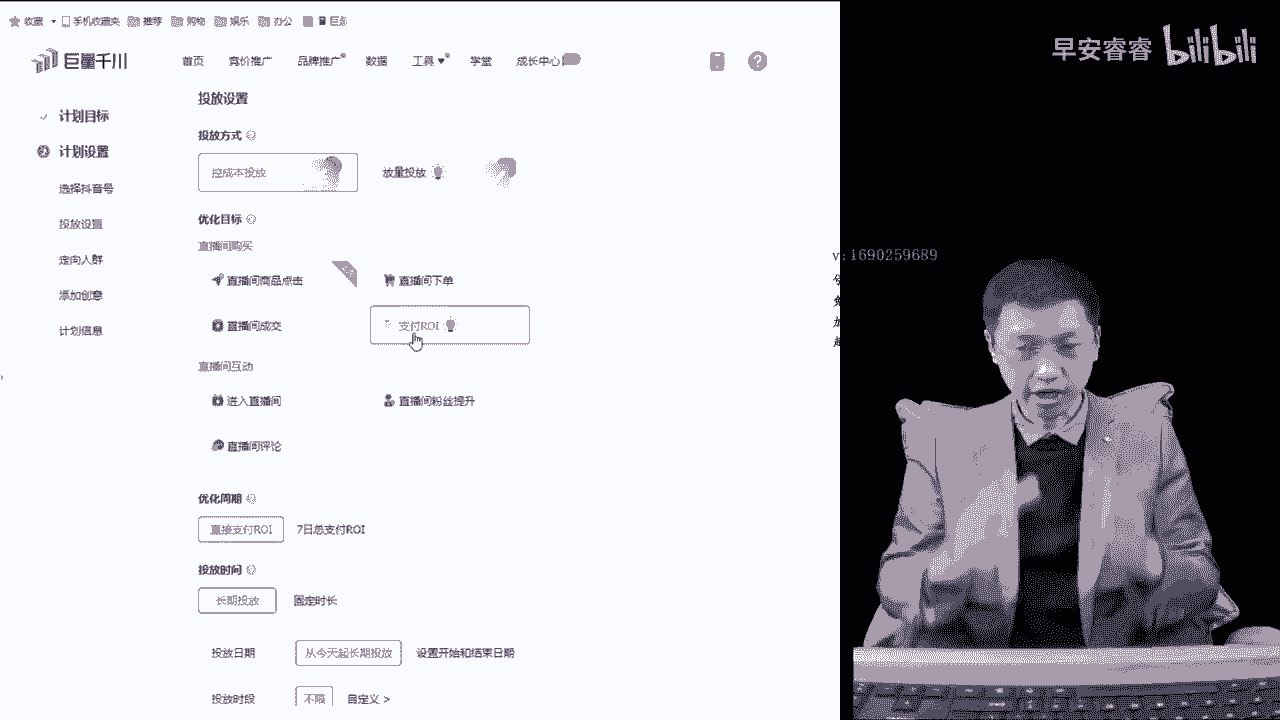 收藏 手机收藏夹 推荐 购物 娱乐 办公 巨量
巨量千川 首页 竞价推广 品牌推广 数据 工具 学堂 成长中心
早安睿睿 bilibili
计划目标
计划设置
选择抖音号
投放设置
定向人群
添加创意
计划信息
投放设置
投放方式
控成本投放 放量投放
优化目标
直播间购买
直播间商品点击 直播间下单
直播间成交 支付ROI
直播间互动
进入直播间 直播间粉丝提升
直播间评论
优化周期
直接支付ROI 7日总支付ROI
投放时间
长期投放 固定时长
投放日期 从今天起长期投放 设置开始和结束日期
投放时段 不限 自定义 >
v:1690259689